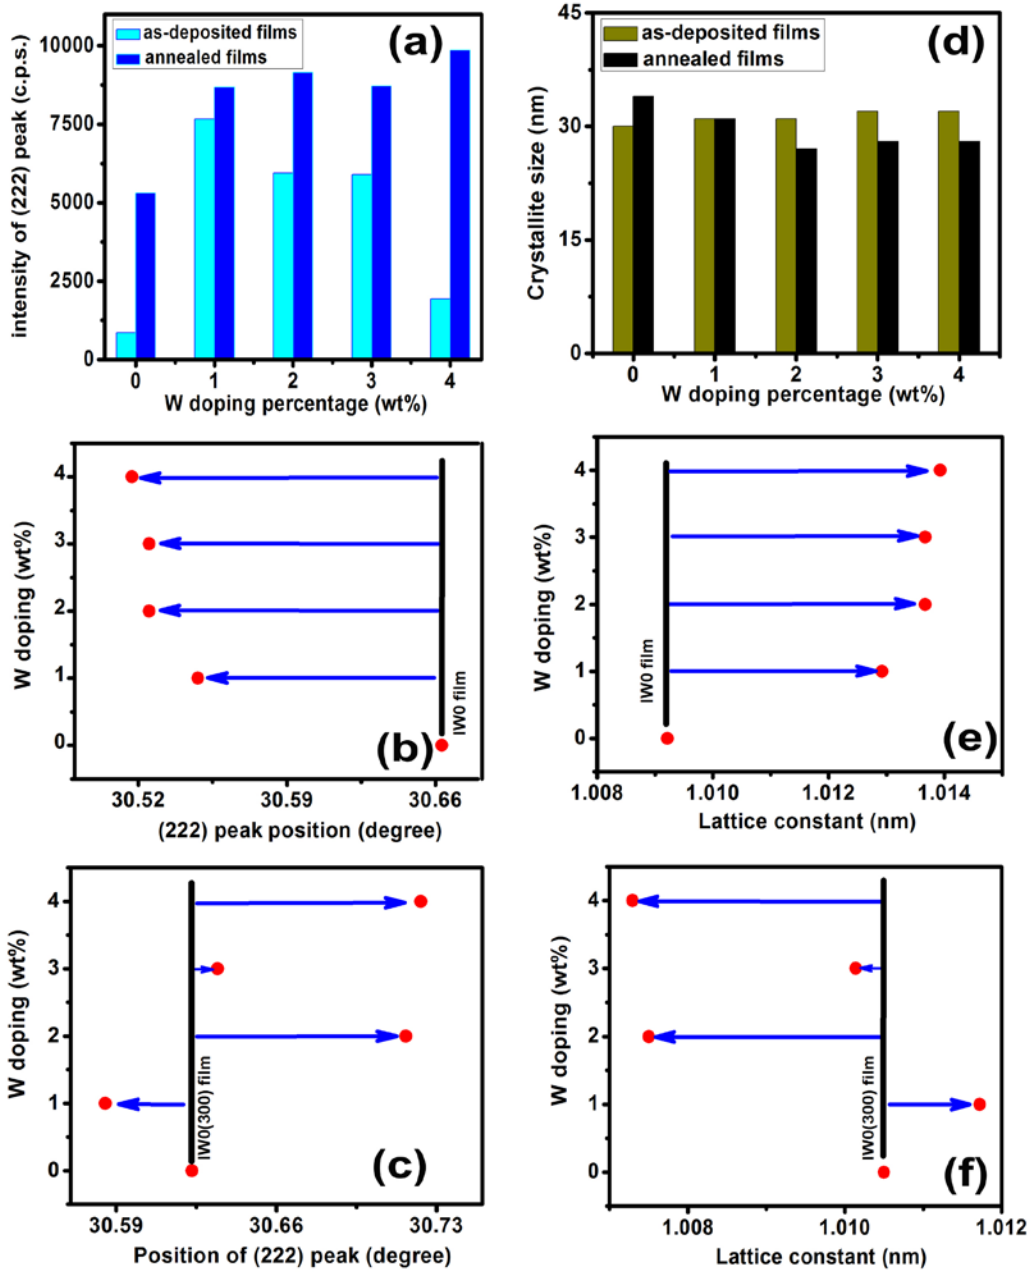 as-deposited films
annealed films
(a)
10000
7500
5000
2500
0
intensity of (222) peak (c.p.s.)
0 1 2 3 4
W doping percentage (wt%)
as-deposited films
annealed films
(d)
45
30
15
0
Crystallite size (nm)
0 1 2 3 4
W doping percentage (wt%)
4
3
2
1
0
W doping (wt%)
IW0 film
(b)
30.52 30.59 30.66
(222) peak position (degree)
4
3
2
1
0
W doping (wt%)
IW0 film
(e)
1.008 1.010 1.012 1.014
Lattice constant (nm)
4
3
2
1
0
W doping (wt%)
IW0(300) film
(c)
30.59 30.66 30.73
Position of (222) peak (degree)
4
3
2
1
0
W doping (wt%)
IW0(300) film
(f)
1.008 1.010 1.012
Lattice constant (nm)